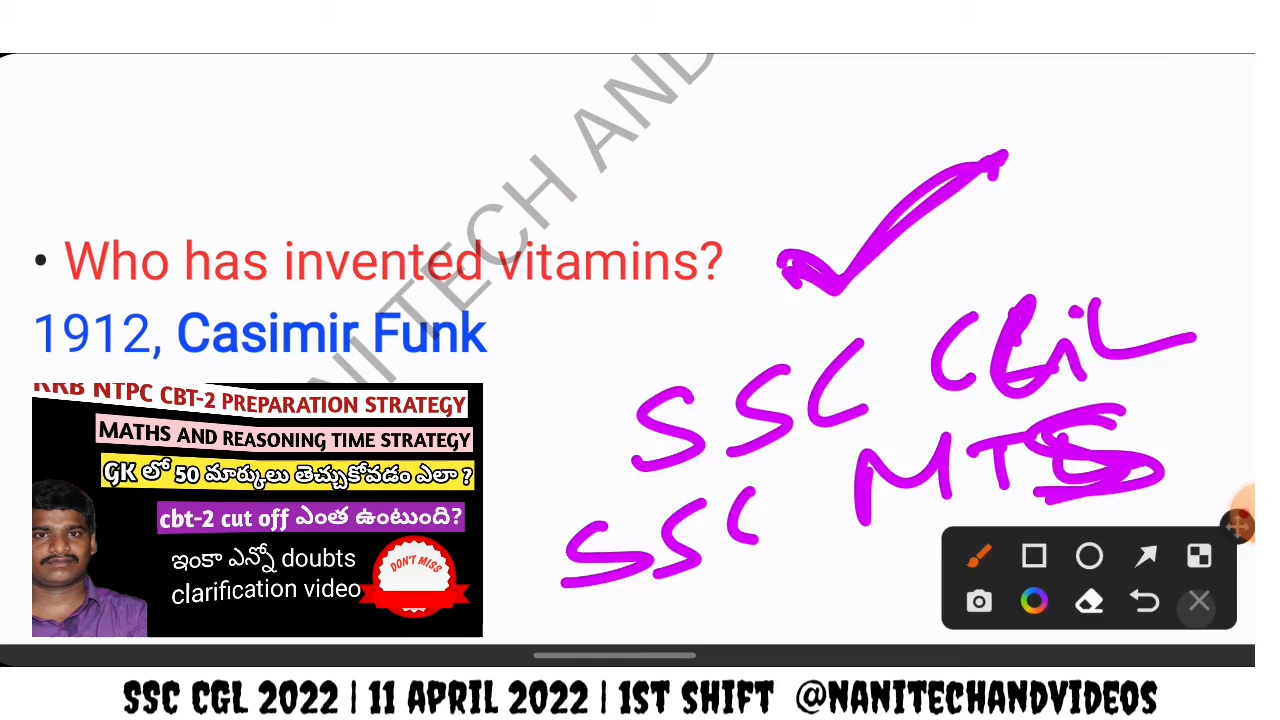 NITECH AND
• Who has invented vitamins?
1912, Casimir Funk
SSC CGL
SSC MTS
RRB NTPC CBT-2 PREPARATION STRATEGY
MATHS AND REASONING TIME STRATEGY
GK లో 50 మార్కులు తెచ్చుకోవడం ఎలా ?
cbt-2 cut off ఎంత ఉంటుంది?
ఇంకా ఎన్నో doubts
clarification video
DON'T MISS
SSC CGL 2022 | 11 APRIL 2022 | 1ST SHIFT @NANITECHANDVIDEOS